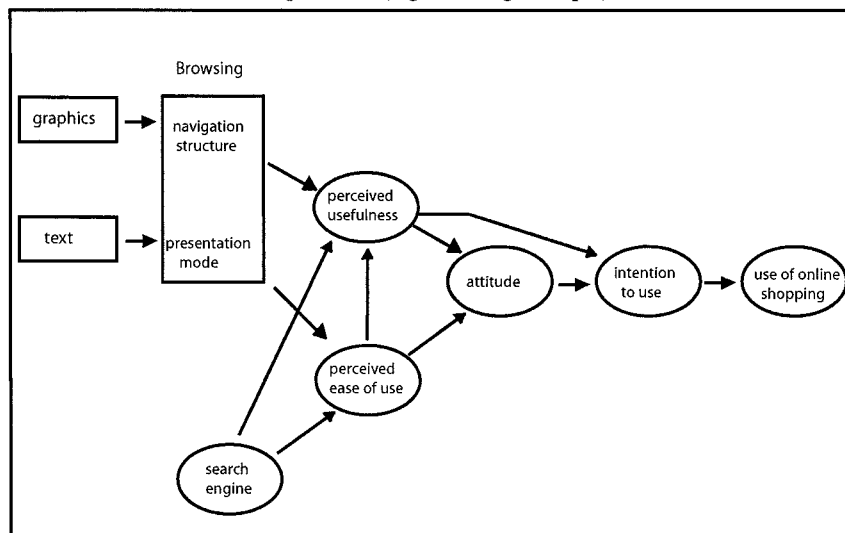 Browsing
graphics
navigation
structure
text
presentation
mode
perceived
usefulness
attitude
intention
to use
use of online
shopping
perceived
ease of use
search
engine